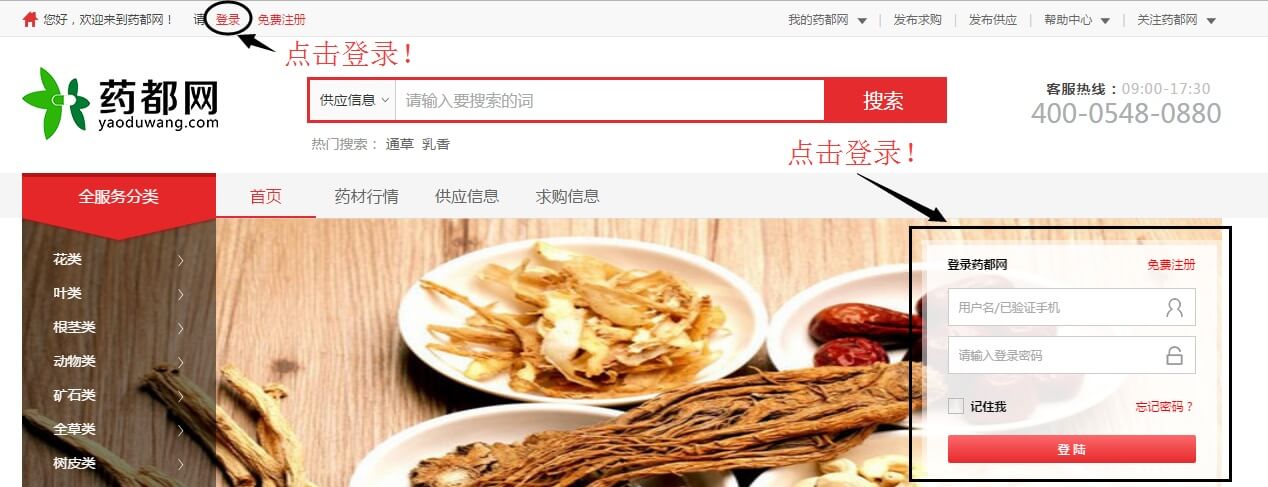 您好，欢迎来到药都网！ 请 登录 免费注册 我的药都网 发布求购 发布供应 帮助中心 关注药都网
点击登录！
药都网
yaoduwang.com
供应信息 请输入要搜索的词 搜索
客服热线：09:00-17:30
400-0548-0880
热门搜索： 通草 乳香
点击登录！
全服务分类 首页 药材行情 供应信息 求购信息
花类
叶类
根茎类
动物类
矿石类
全草类
树皮类
登录药都网 免费注册
用户名/已验证手机
请输入登录密码
记住我 忘记密码？
登 陆